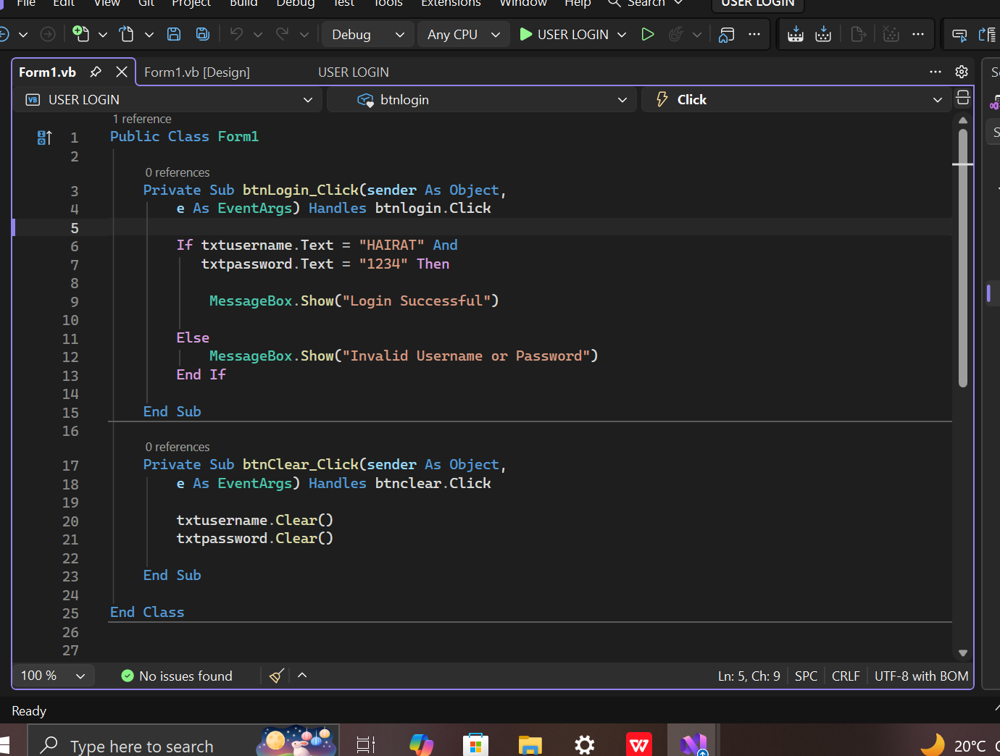 File Edit View Git Project Build Debug Test Tools Extensions Window Help Search USER LOGIN
Debug Any CPU USER LOGIN
Form1.vb Form1.vb [Design] USER LOGIN
VB USER LOGIN btnlogin Click
1 reference
1 Public Class Form1
2
0 references
3 Private Sub btnLogin_Click(sender As Object,
4 e As EventArgs) Handles btnlogin.Click
5
6 If txtusername.Text = "HAIRAT" And
7 txtpassword.Text = "1234" Then
8
9 MessageBox.Show("Login Successful")
10
11 Else
12 MessageBox.Show("Invalid Username or Password")
13 End If
14
15 End Sub
16
0 references
17 Private Sub btnClear_Click(sender As Object,
18 e As EventArgs) Handles btnclear.Click
19
20 txtusername.Clear()
21 txtpassword.Clear()
22
23 End Sub
24
25 End Class
26
27
100 % No issues found Ln: 5, Ch: 9 SPC CRLF UTF-8 with BOM
Ready
Type here to search 20°C